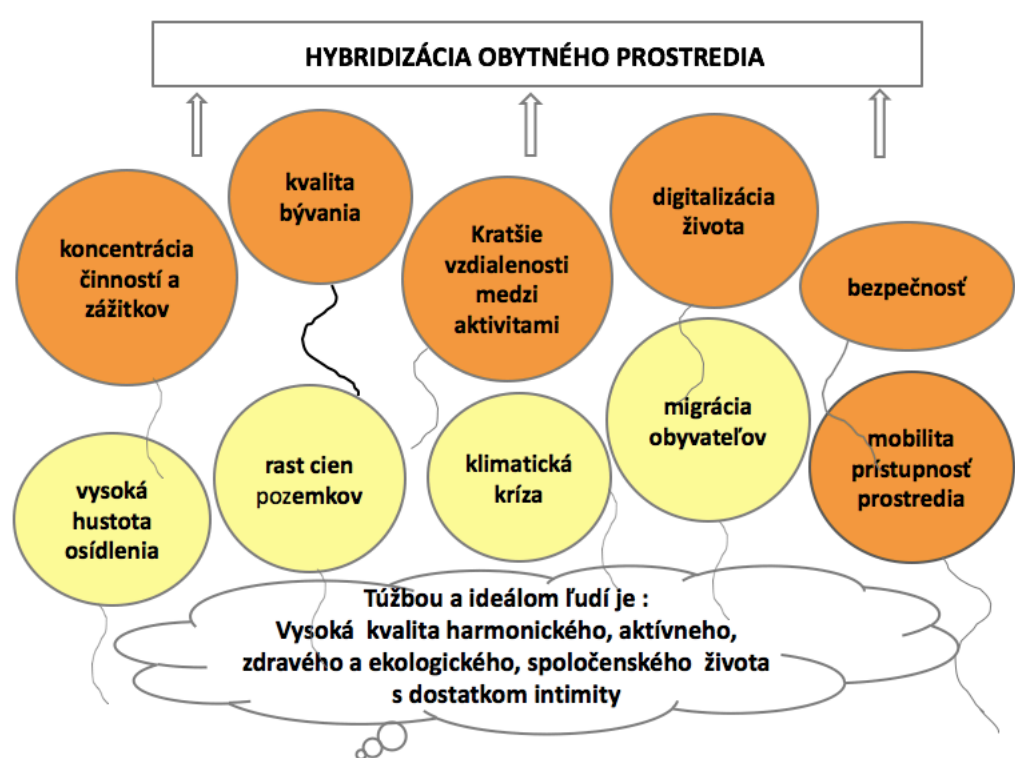 HYBRIDIZÁCIA OBYTNÉHO PROSTREDIA
koncentrácia
činností a
zážitkov
kvalita
bývania
Kratšie
vzdialenosti
medzi
aktivitami
digitalizácia
života
bezpečnosť
vysoká
hustota
osídlenia
rast cien
pozemkov
klimatická
kríza
migrácia
obyvateľov
mobilita
prístupnosť
prostredia
Túžbou a ideálom ľudí je :
Vysoká kvalita harmonického, aktívneho,
zdravého a ekologického, spoločenského života
s dostatkom intimity